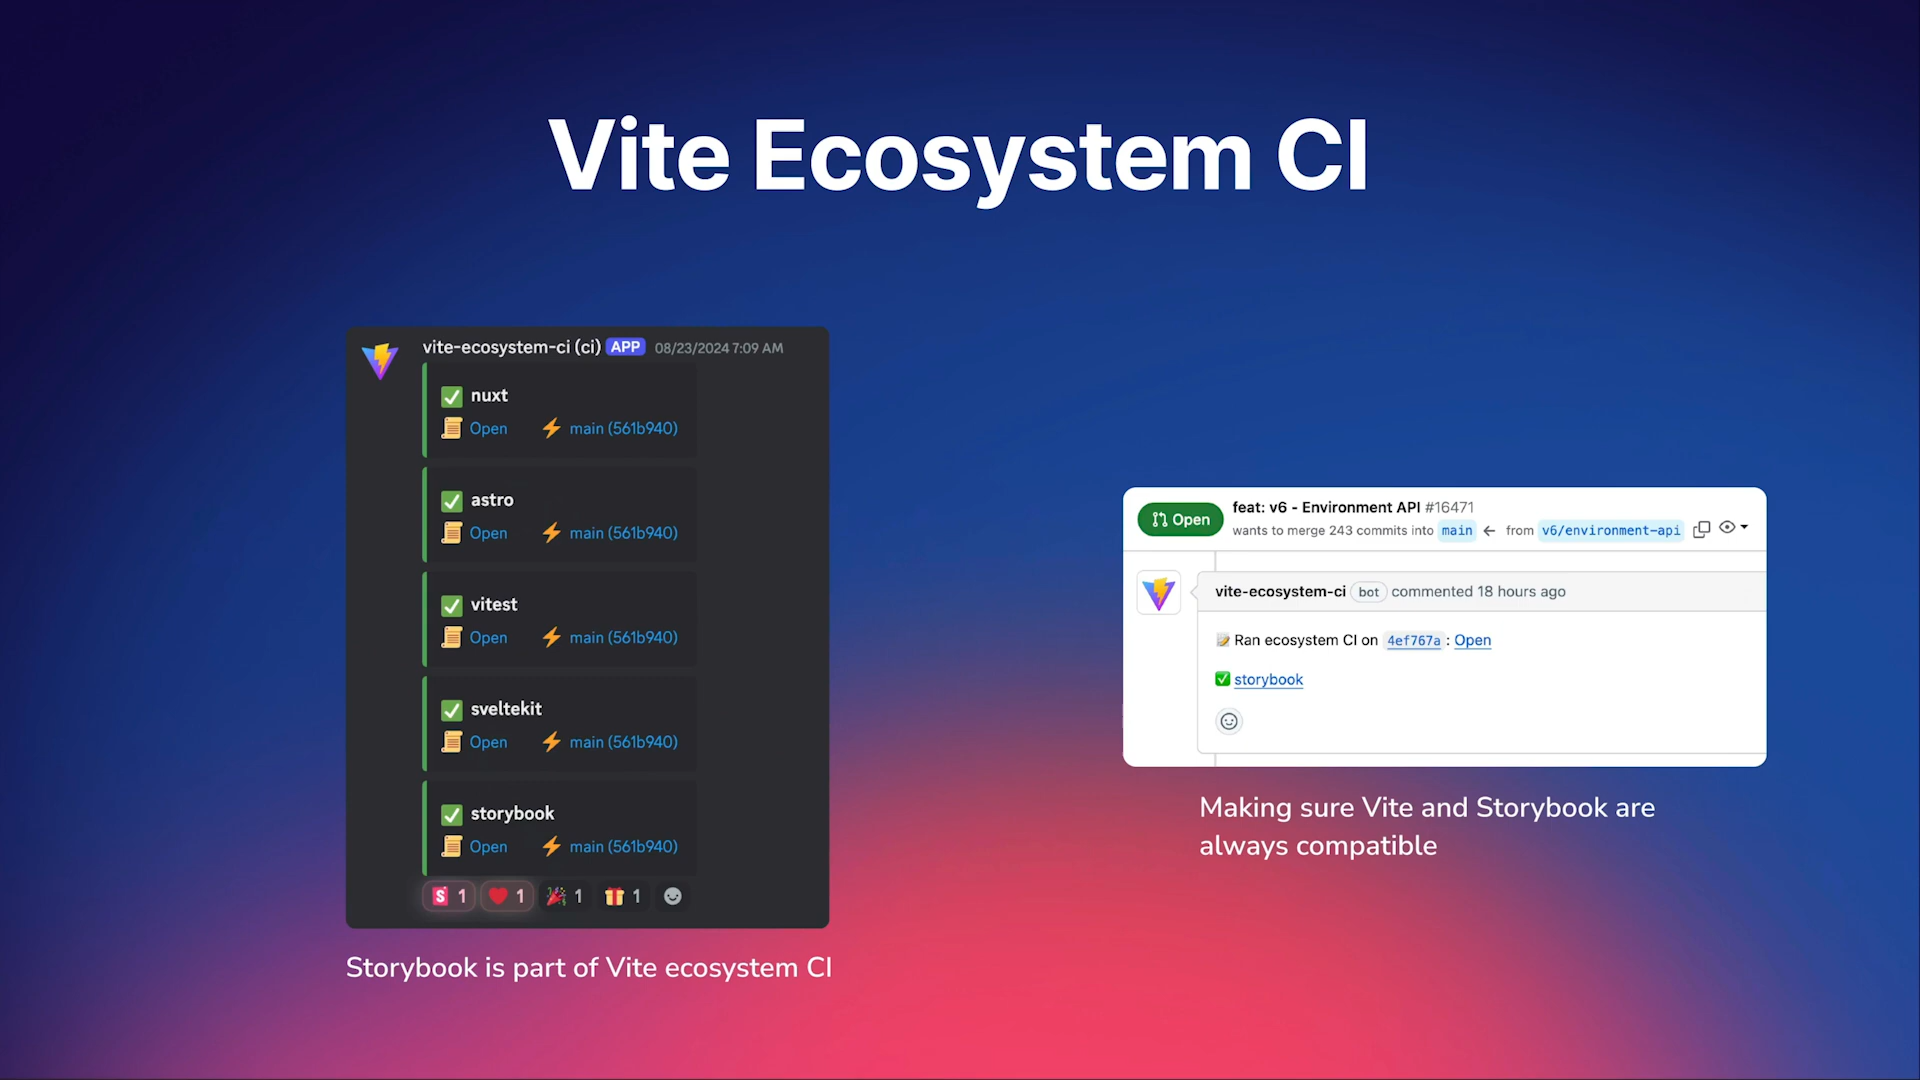 Vite Ecosystem CI
vite-ecosystem-ci (ci) APP 08/23/2024 7:09 AM
nuxt
Open main (561b940)
astro
Open main (561b940)
vitest
Open main (561b940)
sveltekit
Open main (561b940)
storybook
Open main (561b940)
S 1 1 1 1
Storybook is part of Vite ecosystem CI
Open feat: v6 - Environment API #16471
wants to merge 243 commits into main ← from v6/environment-api
vite-ecosystem-ci bot commented 18 hours ago
Ran ecosystem CI on 4ef767a: Open
storybook
Making sure Vite and Storybook are
always compatible